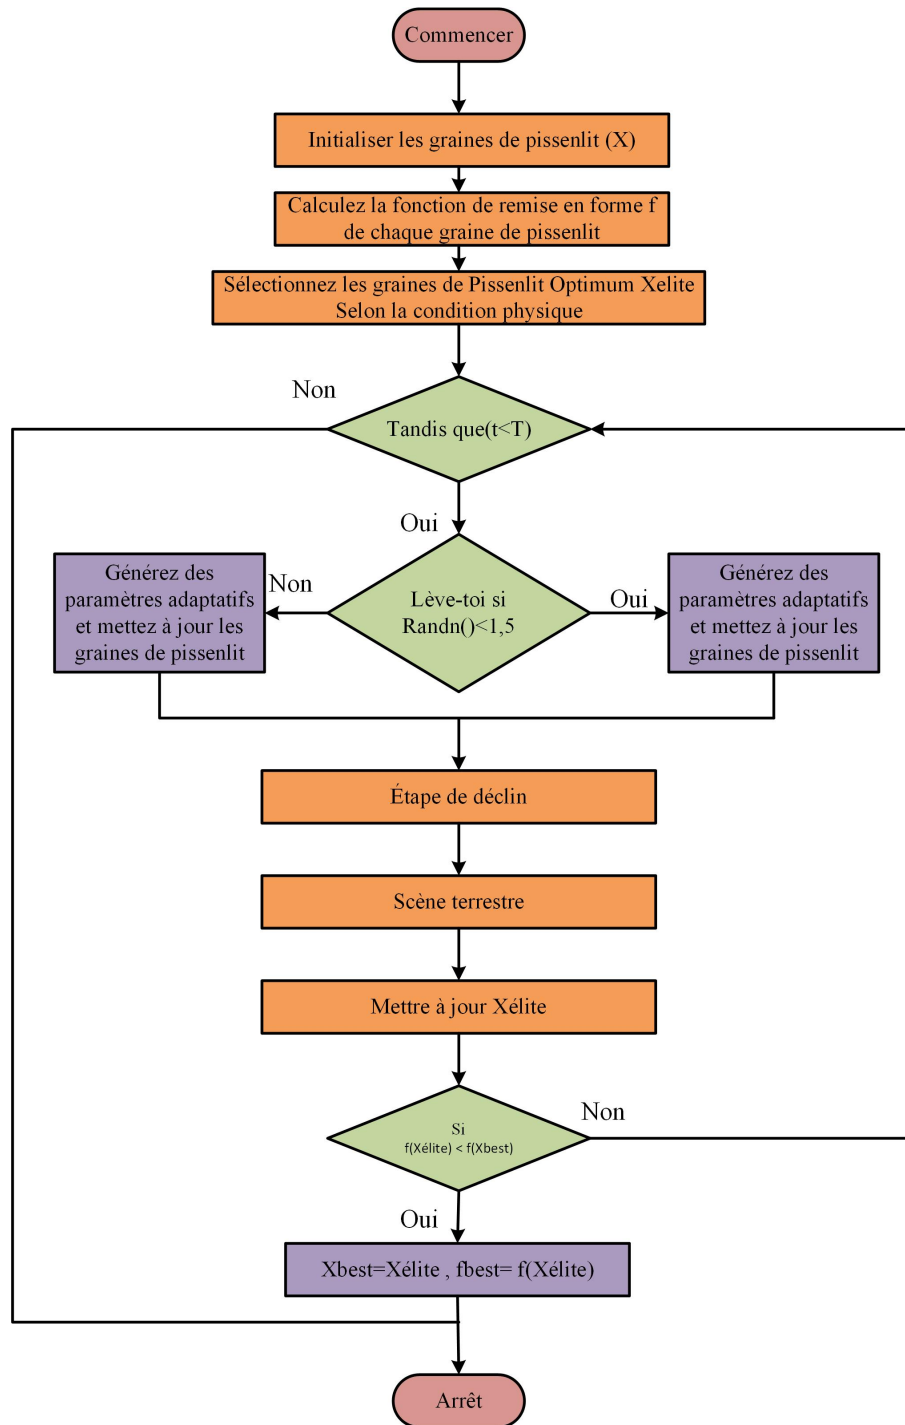 Commencer
Initialiser les graines de pissenlit (X)
Calculez la fonction de remise en forme f
de chaque graine de pissenlit
Sélectionnez les graines de Pissenlit Optimum Xelite
Selon la condition physique
Non
Tandis que(t<T)
Oui
Générez des
paramètres adaptatifs
et mettez à jour les
graines de pissenlit
Non
Lève-toi si
Randn()<1,5
Oui
Générez des
paramètres adaptatifs
et mettez à jour les
graines de pissenlit
Étape de déclin
Scène terrestre
Mettre à jour Xélite
Si
f(Xélite) < f(Xbest)
Non
Oui
Xbest=Xélite , fbest= f(Xélite)
Arrêt